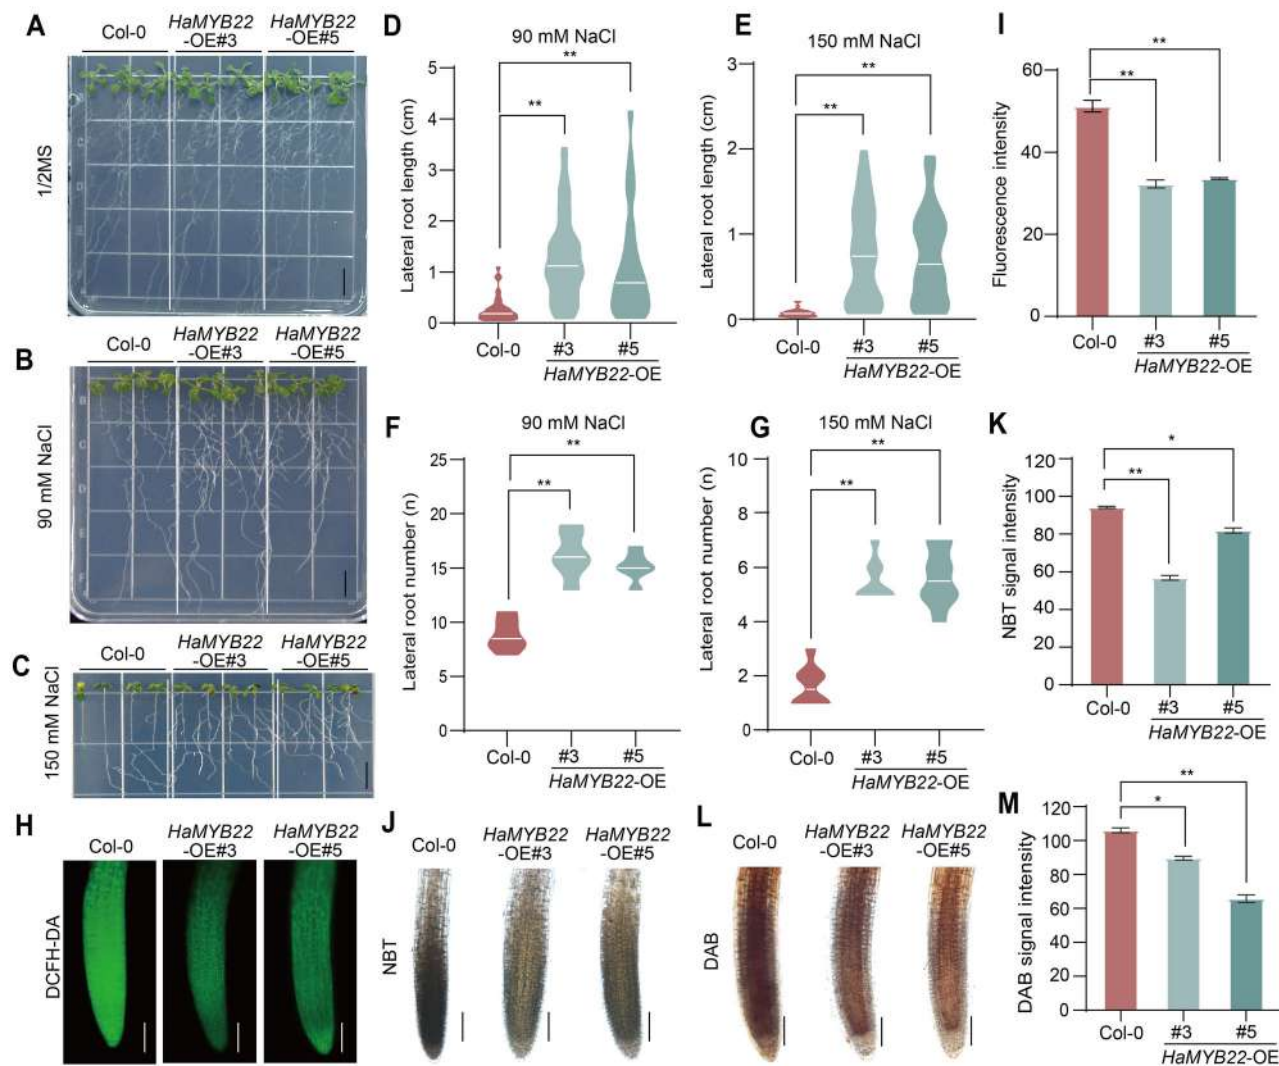 A
Col-0
HaMYB22
-OE#3
HaMYB22
-OE#5
1/2MS
B
Col-0
HaMYB22
-OE#3
HaMYB22
-OE#5
90 mM NaCl
C
Col-0
HaMYB22
-OE#3
HaMYB22
-OE#5
150 mM NaCl
D
90 mM NaCl
Lateral root length (cm)
5
4
3
2
1
0
**
**
Col-0
#3
#5
HaMYB22-OE
E
150 mM NaCl
Lateral root length (cm)
3
2
1
0
**
**
Col-0
#3
#5
HaMYB22-OE
F
90 mM NaCl
Lateral root number (n)
25
20
15
10
5
0
**
**
Col-0
#3
#5
HaMYB22-OE
G
150 mM NaCl
Lateral root number (n)
10
8
6
4
2
0
**
**
Col-0
#3
#5
HaMYB22-OE
H
Col-0
HaMYB22
-OE#3
HaMYB22
-OE#5
DCFH-DA
I
Fluorescence intensity
60
40
20
0
**
**
Col-0
#3
#5
HaMYB22-OE
J
Col-0
HaMYB22
-OE#3
HaMYB22
-OE#5
NBT
K
NBT signal intensity
120
100
80
60
40
20
0
*
**
Col-0
#3
#5
HaMYB22-OE
L
Col-0
HaMYB22
-OE#3
HaMYB22
-OE#5
DAB
M
DAB signal intensity
120
100
80
60
40
20
0
**
*
Col-0
#3
#5
HaMYB22-OE